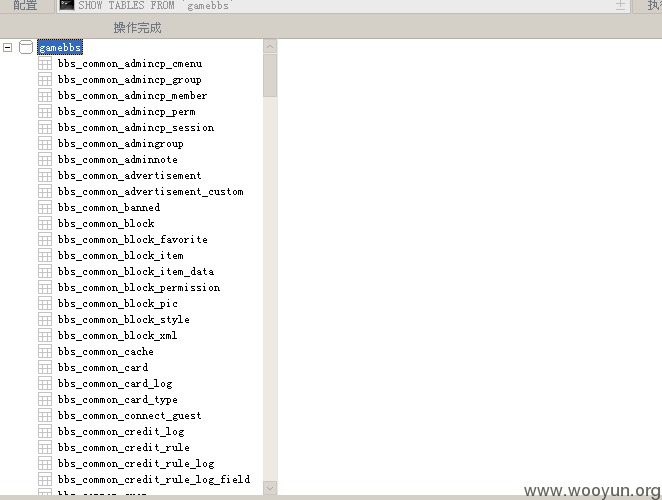 配置
SHOW TABLES FROM `gamebbs`
操作完成
gamebbs
bbs_common_admincp_cmenu
bbs_common_admincp_group
bbs_common_admincp_member
bbs_common_admincp_perm
bbs_common_admincp_session
bbs_common_admingroup
bbs_common_adminnote
bbs_common_advertisement
bbs_common_advertisement_custom
bbs_common_banned
bbs_common_block
bbs_common_block_favorite
bbs_common_block_item
bbs_common_block_item_data
bbs_common_block_permission
bbs_common_block_pic
bbs_common_block_style
bbs_common_block_xml
bbs_common_cache
bbs_common_card
bbs_common_card_log
bbs_common_card_type
bbs_common_connect_guest
bbs_common_credit_log
bbs_common_credit_rule
bbs_common_credit_rule_log
bbs_common_credit_rule_log_field
www.wooyun.org